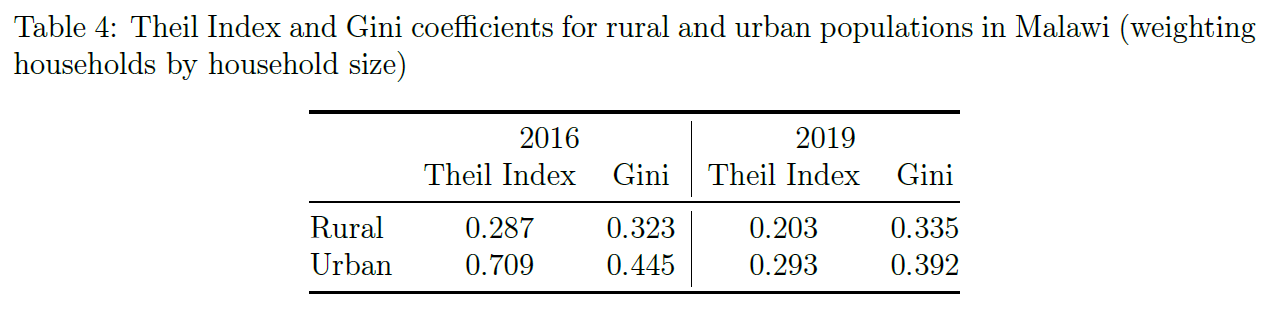 Table 4: Theil Index and Gini coefficients for rural and urban populations in Malawi (weighting
households by household size)
2016 2019
Theil Index Gini Theil Index Gini
Rural 0.287 0.323 0.203 0.335
Urban 0.709 0.445 0.293 0.392